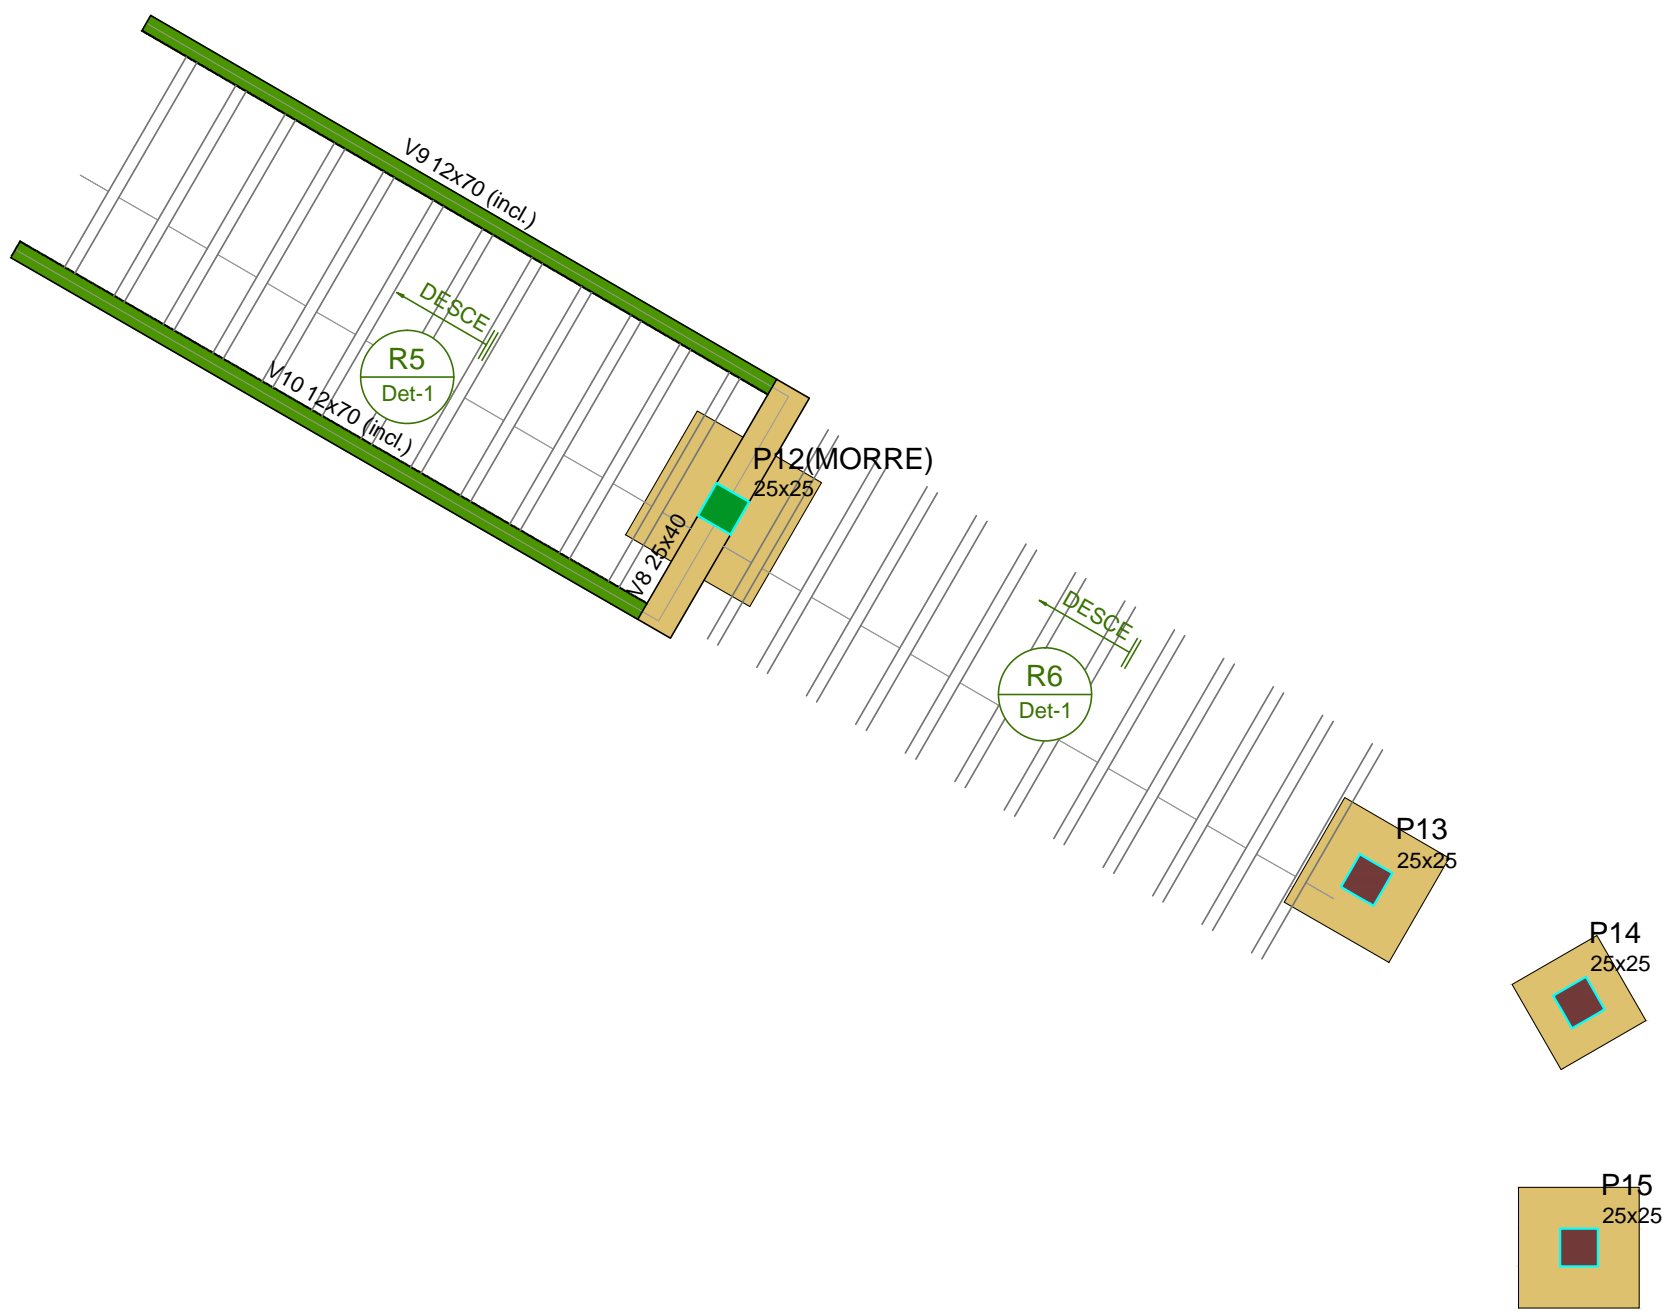 V9 12x70 (incl.)
DESCE
R5
Det-1
V10 12x70 (incl.)
P12(MORRE)
25x25
V8 25x40
DESCE
R6
Det-1
P13
25x25
P14
25x25
P15
25x25